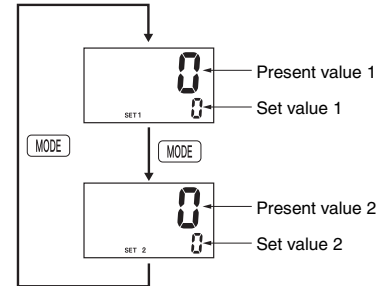 0
Present value 1
0
Set value 1
SET1
MODE
MODE
0
Present value 2
0
Set value 2
SET 2